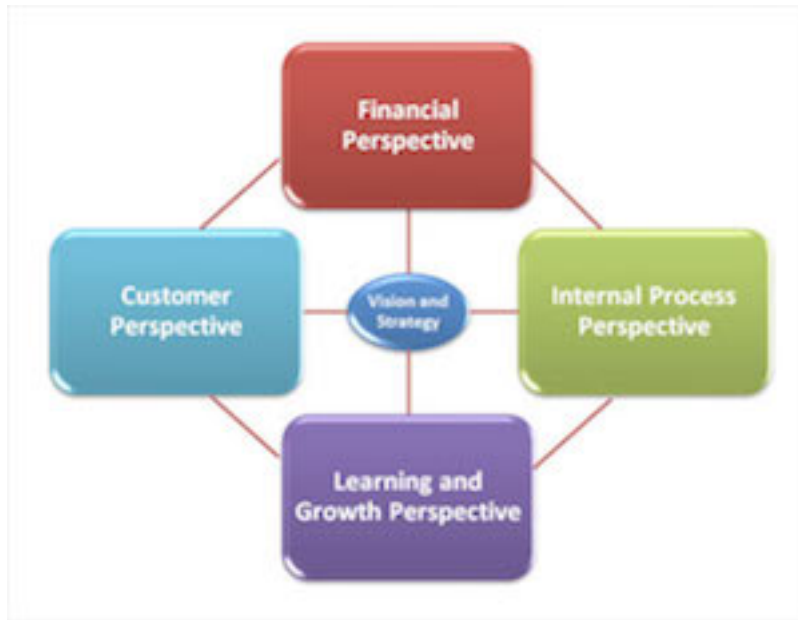 Financial
Perspective
Customer
Perspective
Vision and
Strategy
Internal Process
Perspective
Learning and
Growth Perspective